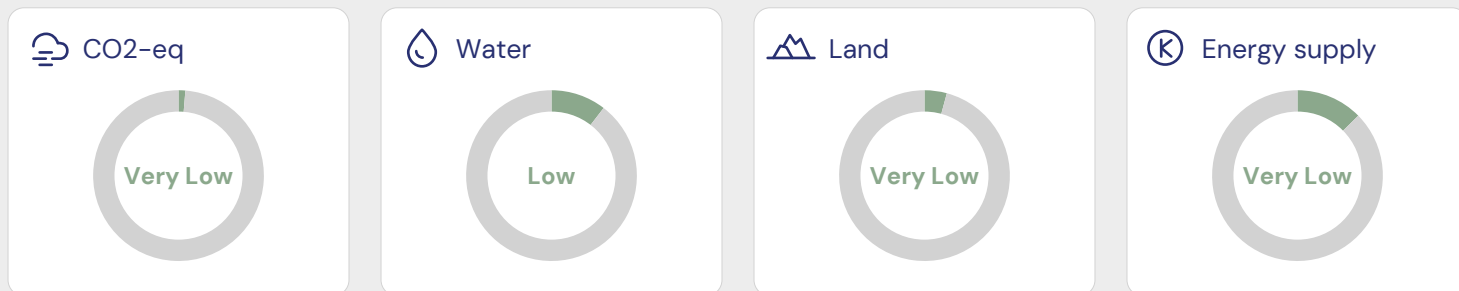 CO2-eq
Very Low
Water
Low
Land
Very Low
Energy supply
Very Low